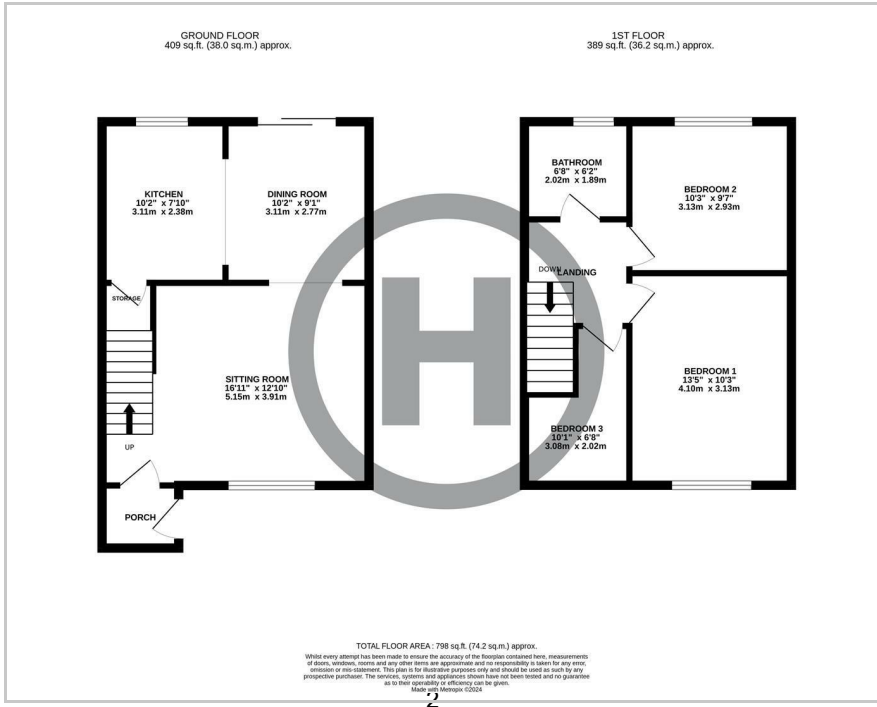 GROUND FLOOR
409 sq.ft. (38.0 sq.m.) approx.
1ST FLOOR
389 sq.ft. (36.2 sq.m.) approx.
KITCHEN
10'2" x 7'10"
3.11m x 2.38m
DINING ROOM
10'2" x 9'1"
3.11m x 2.77m
STORAGE
SITTING ROOM
16'11" x 12'10"
5.15m x 3.91m
UP
PORCH
BATHROOM
6'8" x 6'2"
2.02m x 1.89m
BEDROOM 2
10'3" x 9'7"
3.13m x 2.93m
DOWN
LANDING
BEDROOM 1
13'5" x 10'3"
4.10m x 3.13m
BEDROOM 3
10'1" x 6'8"
3.08m x 2.02m
H
TOTAL FLOOR AREA : 798 sq.ft. (74.2 sq.m.) approx.
Whilst every attempt has been made to ensure the accuracy of the floorplan contained here, measurements
of doors, windows, rooms and any other items are approximate and no responsibility is taken for any error,
omission or mis-statement. This plan is for illustrative purposes only and should be used as such by any
prospective purchaser. The services, systems and appliances shown have not been tested and no guarantee
as to their operability or efficiency can be given.
Made with Metropix ©2024